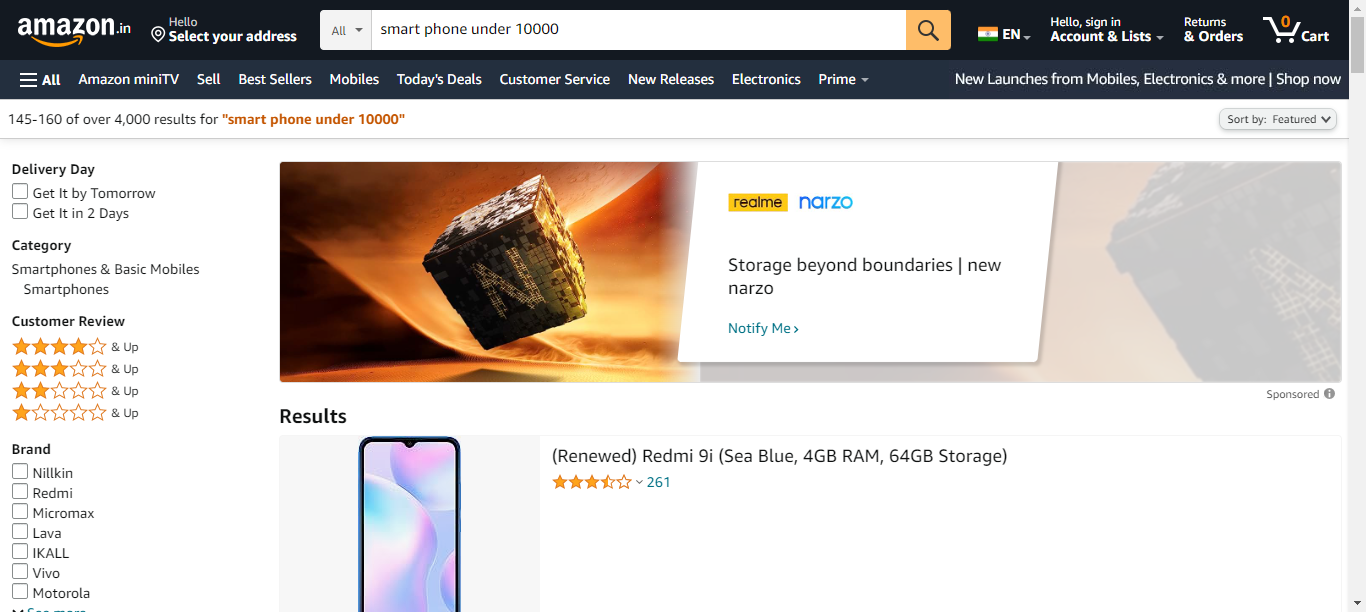 amazon.in
Hello
Select your address
All
smart phone under 10000
EN
Hello, sign in
Account & Lists
Returns
& Orders
0
Cart
All Amazon miniTV Sell Best Sellers Mobiles Today's Deals Customer Service New Releases Electronics Prime New Launches from Mobiles, Electronics & more | Shop now
145-160 of over 4,000 results for "smart phone under 10000"
Sort by: Featured
Delivery Day
Get It by Tomorrow
Get It in 2 Days
Category
Smartphones & Basic Mobiles
Smartphones
Customer Review
& Up
& Up
& Up
& Up
Brand
Nillkin
Redmi
Micromax
Lava
IKALL
Vivo
Motorola
See more
N
realme narzo
Storage beyond boundaries | new
narzo
Notify Me ›
Sponsored
Results
(Renewed) Redmi 9i (Sea Blue, 4GB RAM, 64GB Storage)
261